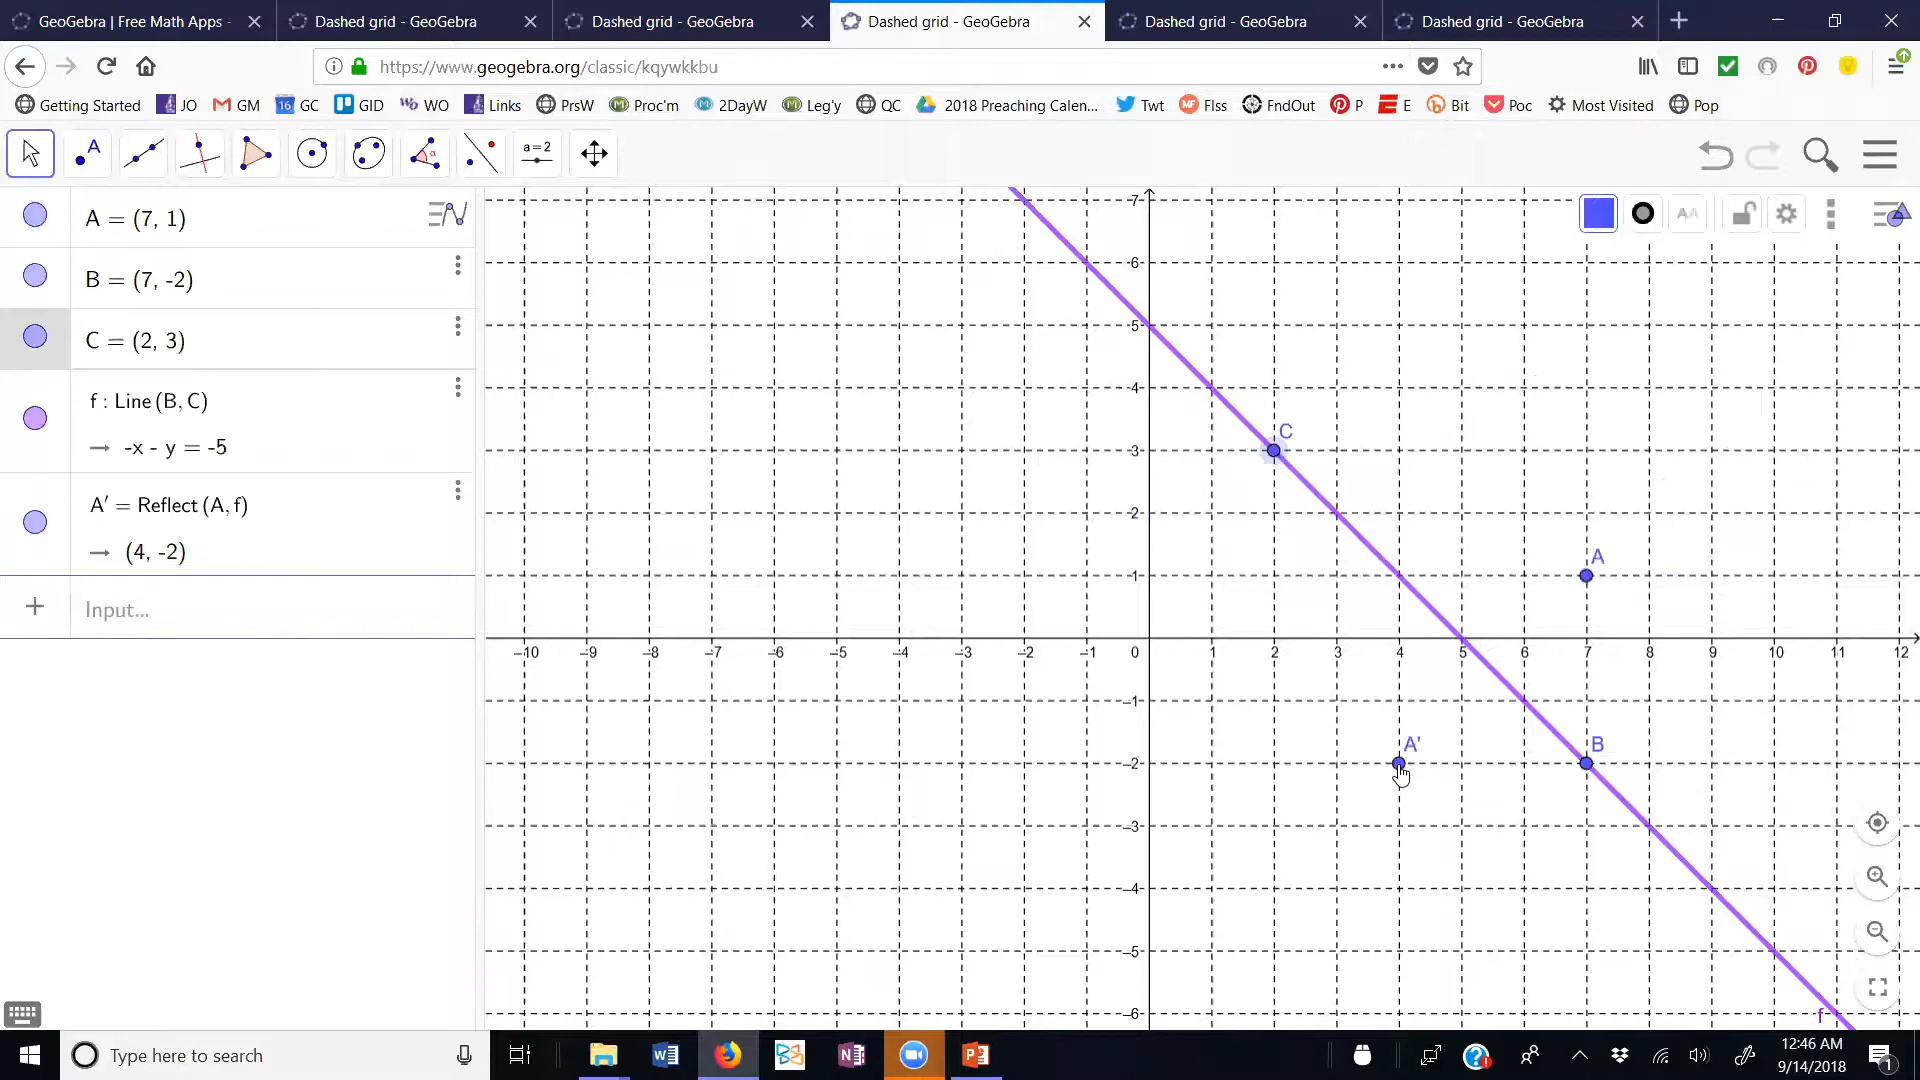 GeoGebra | Free Math Apps - Dashed grid - GeoGebra Dashed grid - GeoGebra Dashed grid - GeoGebra Dashed grid - GeoGebra Dashed grid - GeoGebra
https://www.geogebra.org/classic/kqywkkbu
Getting Started JO GM 16 GC GID WO Links PrsW Proc'm 2DayW Leg'y QC 2018 Preaching Calen... Twt FIss FndOut P E Bit Poc Most Visited Pop
A α a=2
A = (7, 1)
B = (7, -2)
C = (2, 3)
f : Line (B, C)
→ -x - y = -5
A′ = Reflect (A, f)
→ (4, -2)
+ Input...
AA
7
6
5
4
C
3
2
A
1
–10 –9 –8 –7 –6 –5 –4 –3 –2 –1 0 1 2 3 4 5 6 7 8 9 10 11 12
–1
A' B
–2
–3
–4
–5
–6
f
Type here to search
12:46 AM
9/14/2018
1